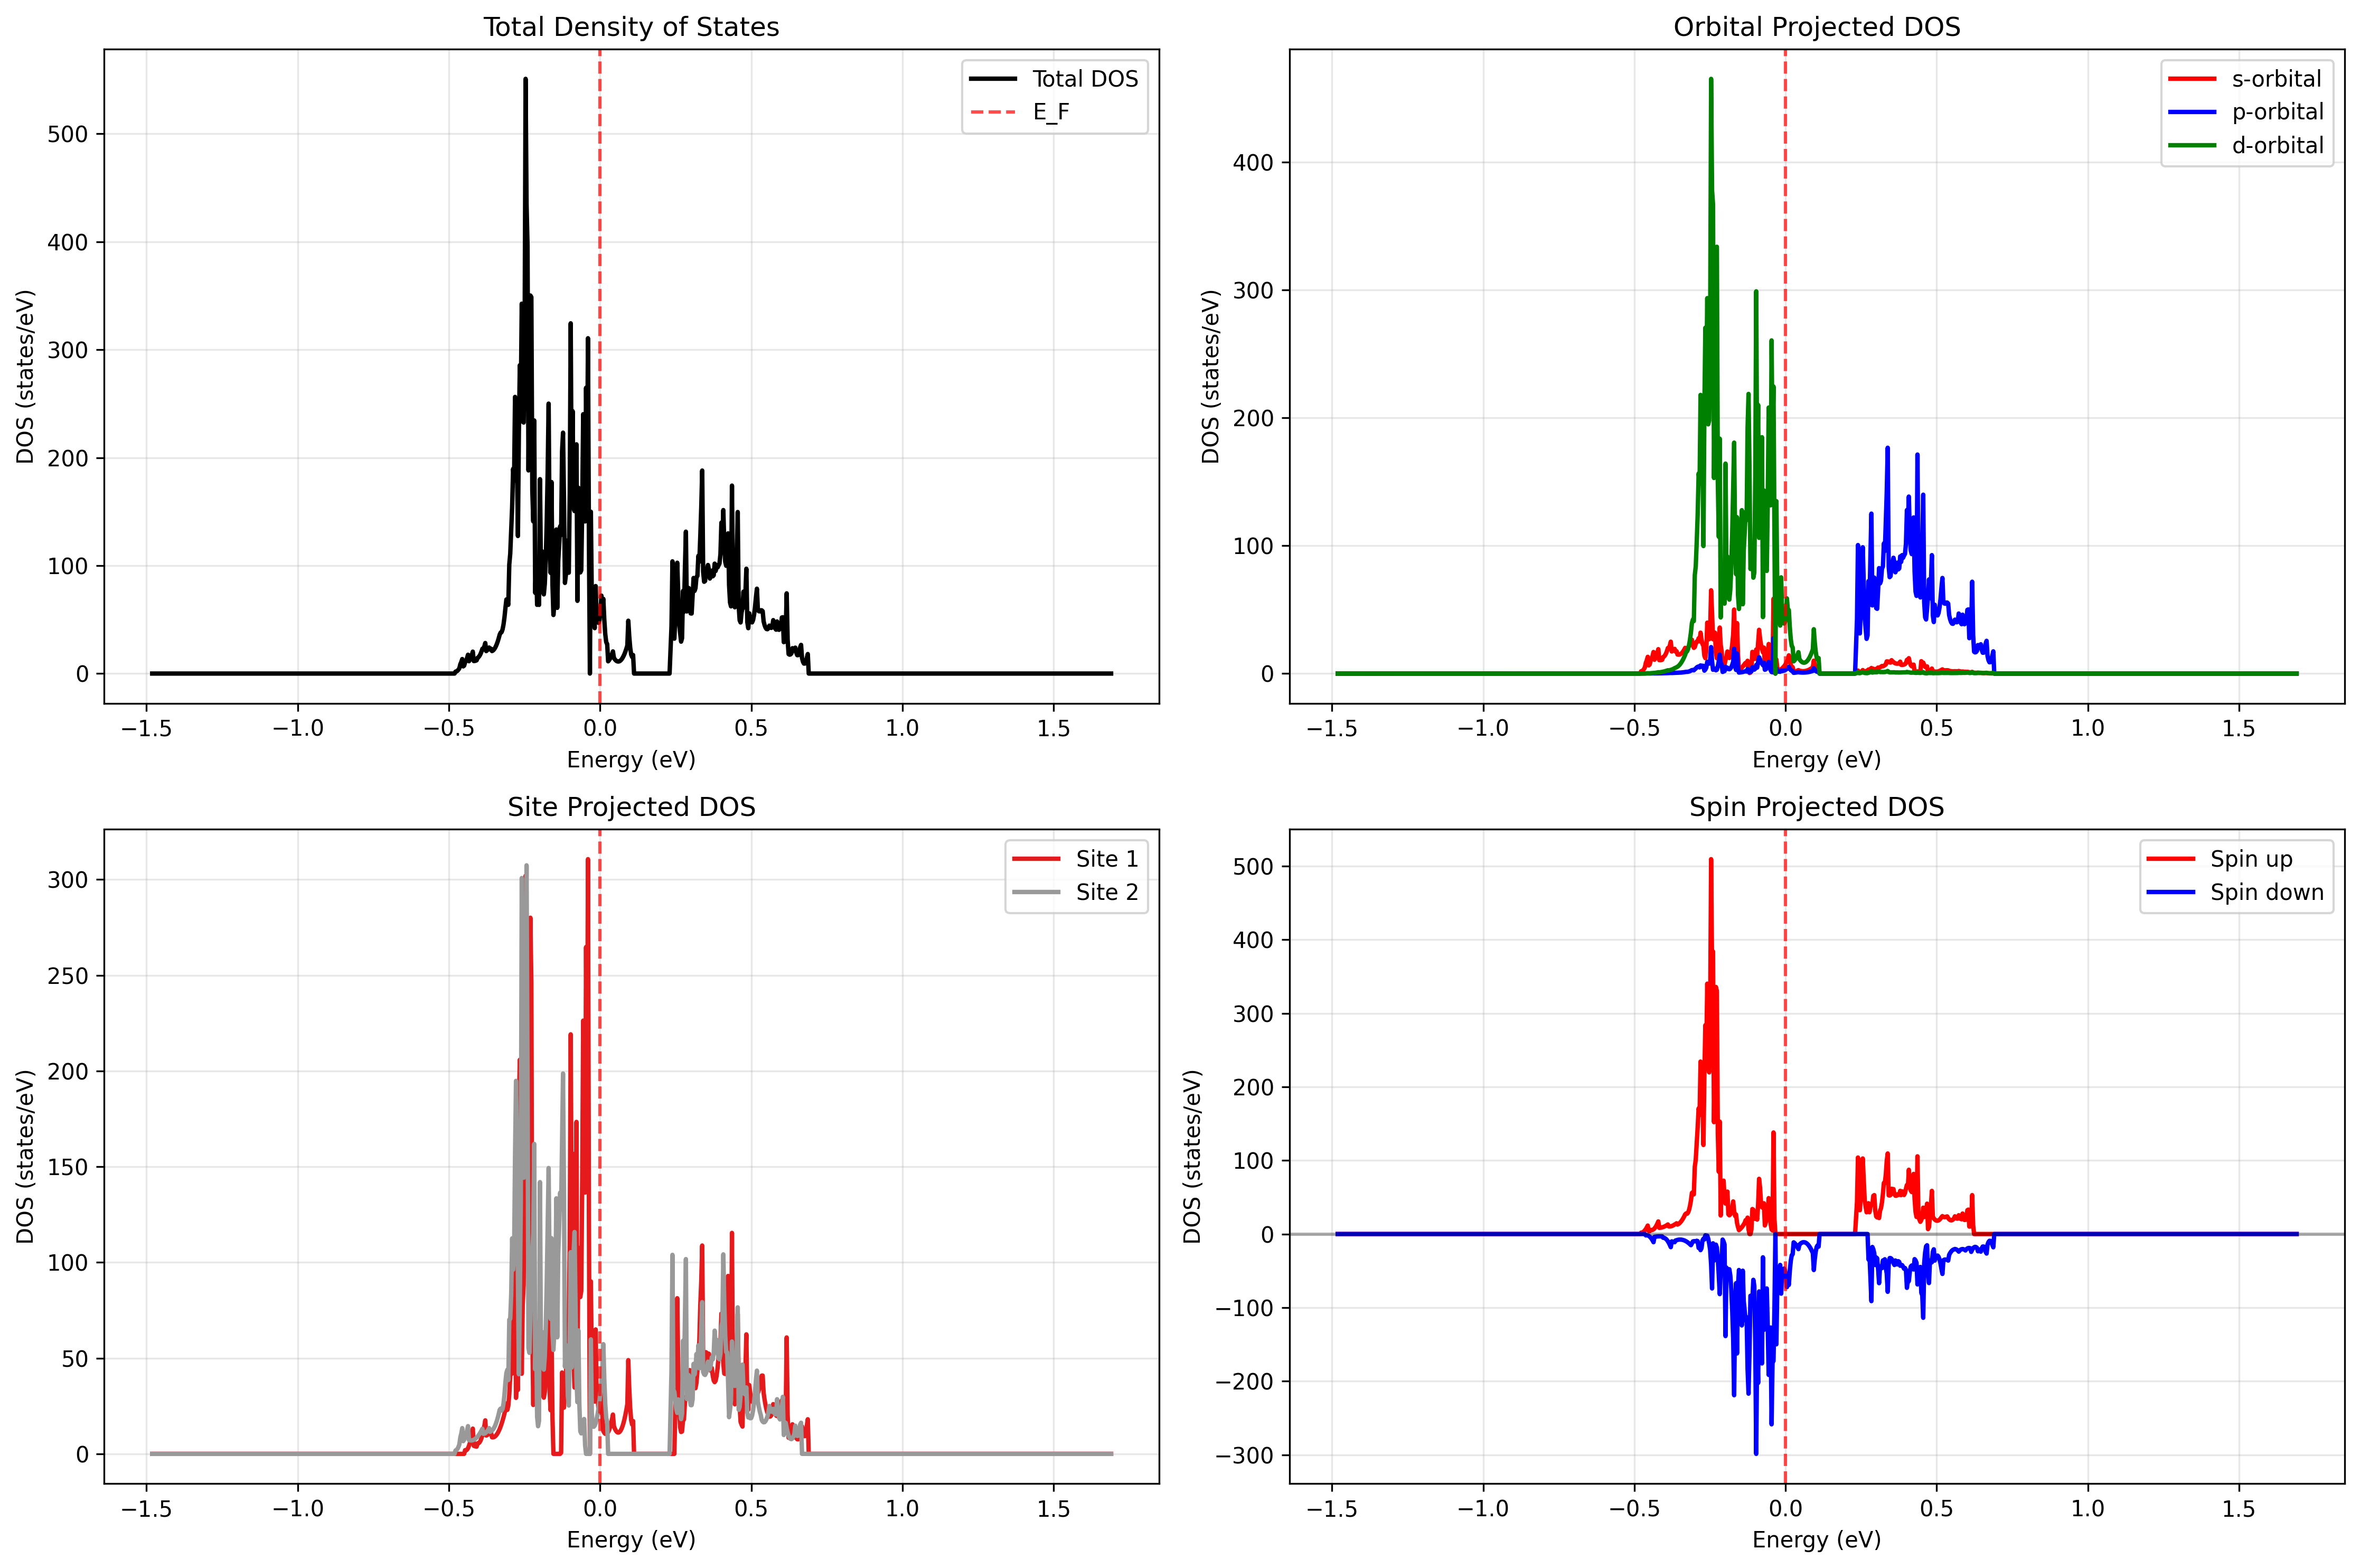 Total Density of States
DOS (states/eV)
500
400
300
200
100
0
Total DOS
E_F
−1.5 −1.0 −0.5 0.0 0.5 1.0 1.5
Energy (eV)
Orbital Projected DOS
DOS (states/eV)
400
300
200
100
0
s-orbital
p-orbital
d-orbital
−1.5 −1.0 −0.5 0.0 0.5 1.0 1.5
Energy (eV)
Site Projected DOS
DOS (states/eV)
300
250
200
150
100
50
0
Site 1
Site 2
−1.5 −1.0 −0.5 0.0 0.5 1.0 1.5
Energy (eV)
Spin Projected DOS
DOS (states/eV)
500
400
300
200
100
0
−100
−200
−300
Spin up
Spin down
−1.5 −1.0 −0.5 0.0 0.5 1.0 1.5
Energy (eV)